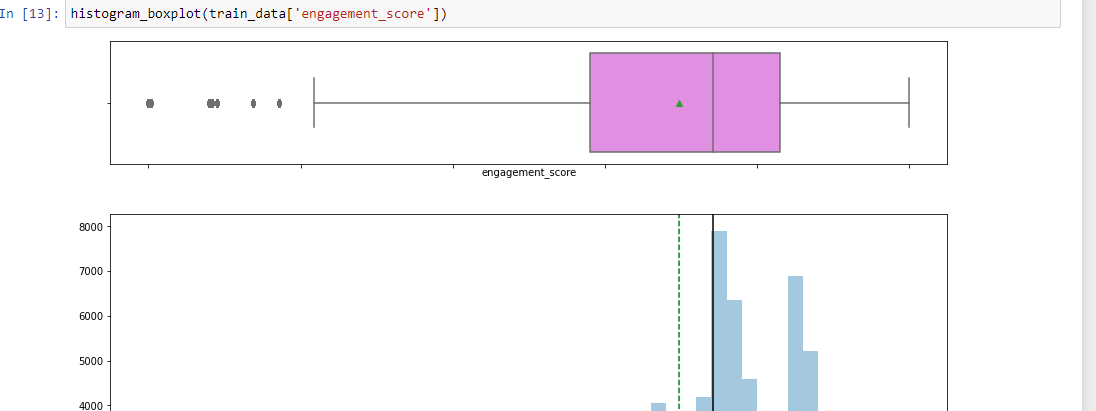 In [13]: histogram_boxplot(train_data['engagement_score'])
engagement_score
8000
7000
6000
5000
4000